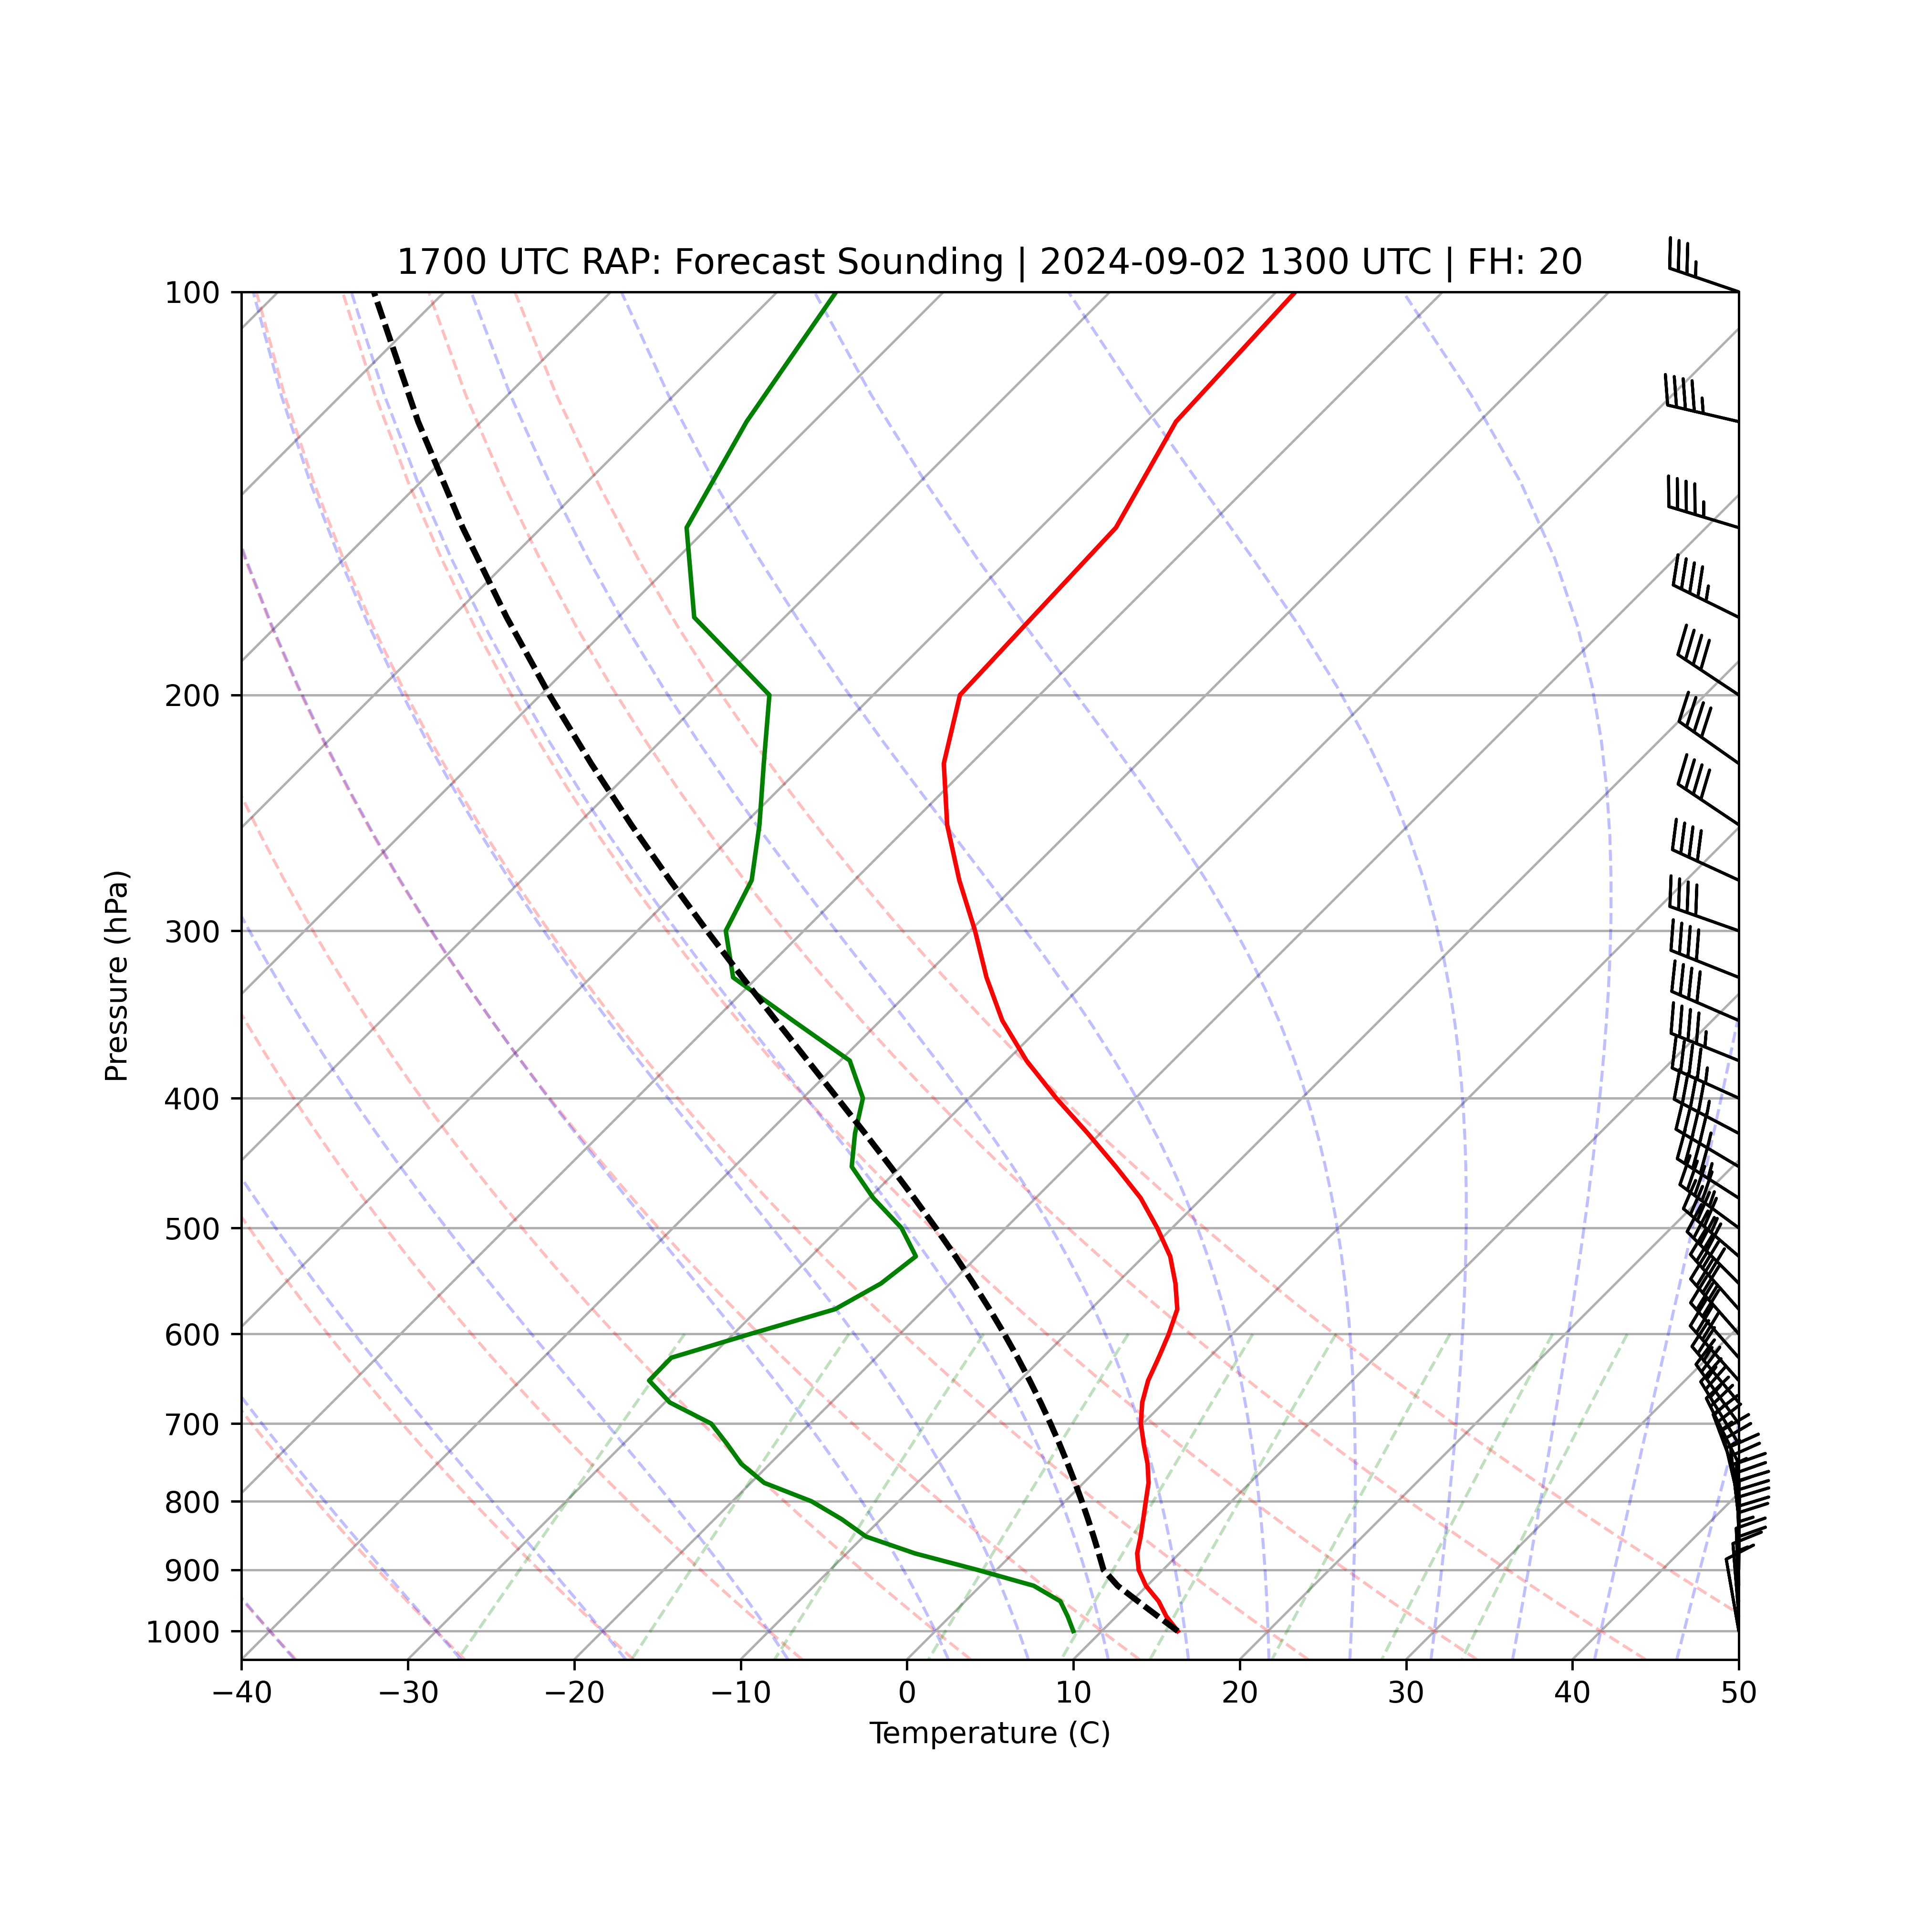 1700 UTC RAP: Forecast Sounding | 2024-09-02 1300 UTC | FH: 20
100
200
300
400
500
600
700
800
900
1000
Pressure (hPa)
−40 −30 −20 −10 0 10 20 30 40 50
Temperature (C)